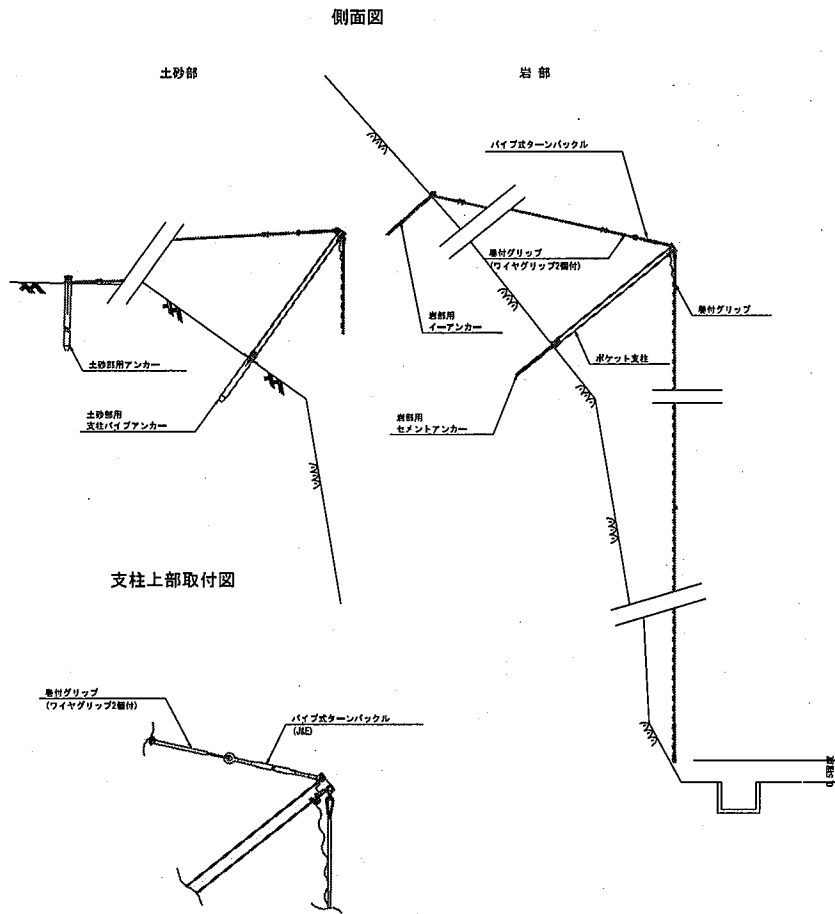 側面図
土砂部
岩部
パイプ式ターンバックル
巻付グリップ
(ワイヤグリップ2個付)
巻付グリップ
岩部用
イーアンカー
ポケット支柱
土砂部用アンカー
土砂部用
支柱パイプアンカー
岩部用
セメントアンカー
支柱上部取付図
巻付グリップ
(ワイヤグリップ2個付)
パイプ式ターンバックル
(J&E)